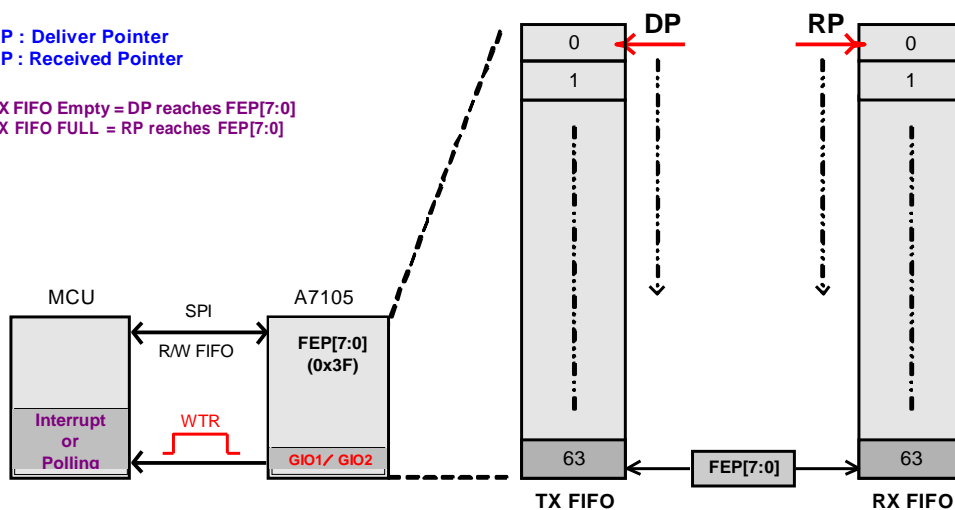 P : Deliver Pointer
P : Received Pointer
X FIFO Empty = DP reaches FEP[7:0]
X FIFO FULL = RP reaches FEP[7:0]
DP
RP
0
0
1
1
MCU
SPI
A7105
R/W FIFO
FEP[7:0]
(0x3F)
Interrupt
or
Polling
WTR
GIO1/ GIO2
63
FEP[7:0]
63
TX FIFO
RX FIFO